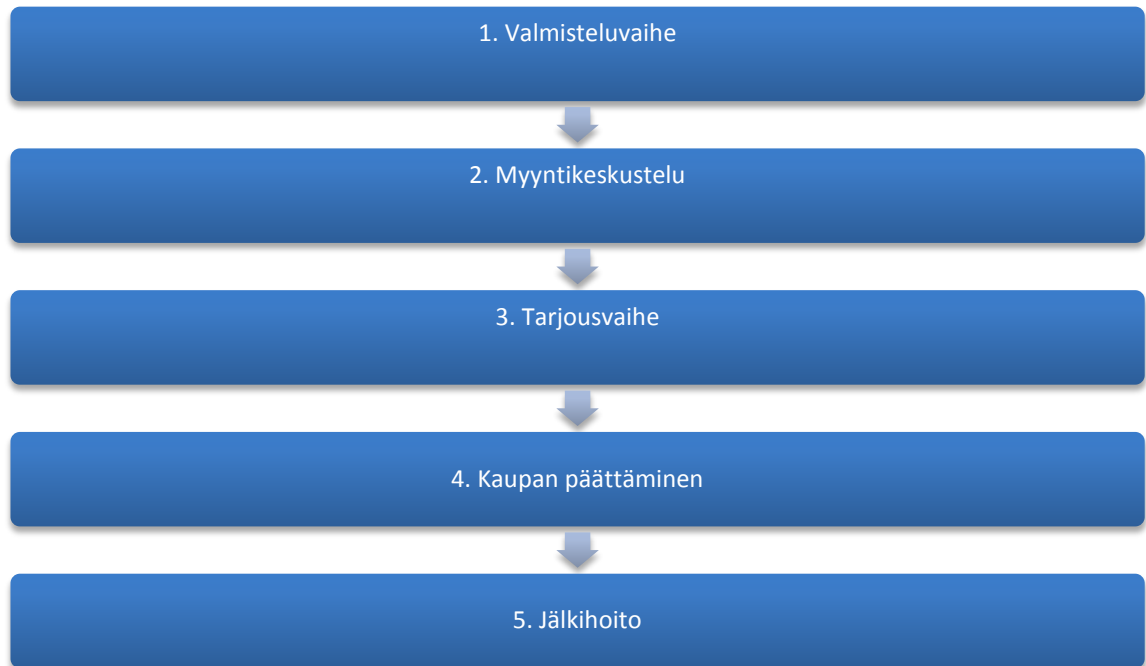 1. Valmisteluvaihe
2. Myyntikeskustelu
3. Tarjousvaihe
4. Kaupan päättäminen
5. Jälkihoito